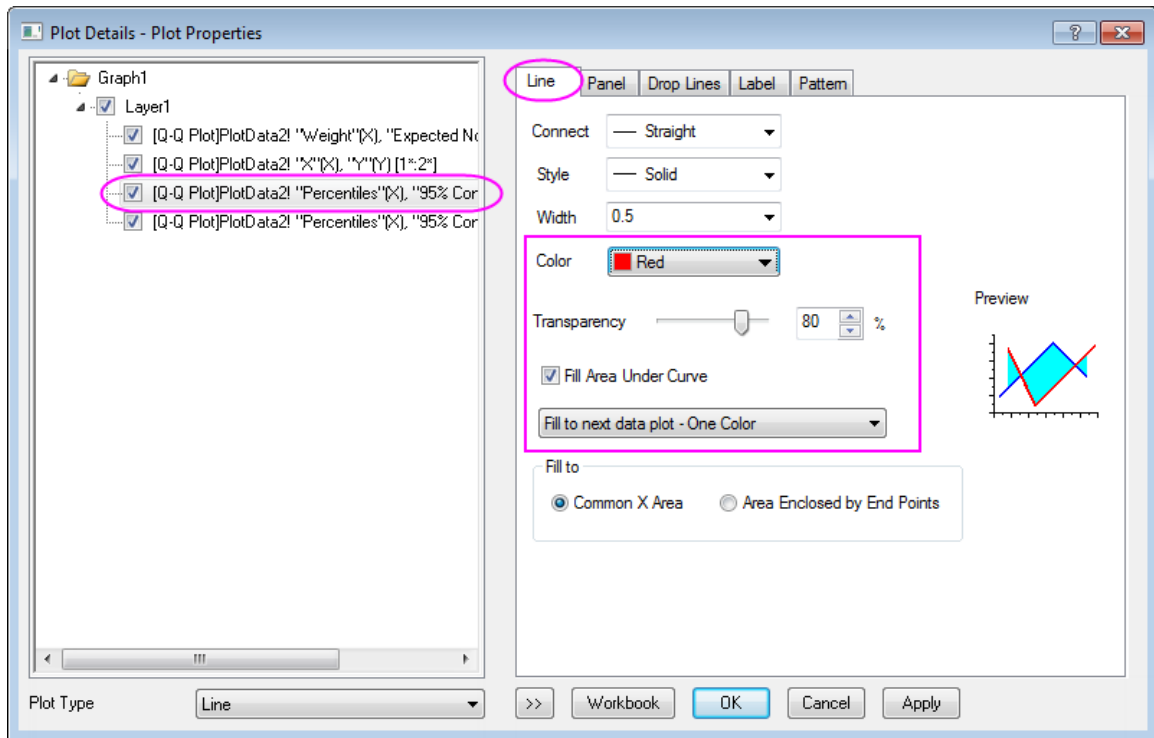 Plot Details - Plot Properties
Graph1
Layer1
[Q-Q Plot]PlotData2! "Weight"(X), "Expected No
[Q-Q Plot]PlotData2! "X"(X), "Y"(Y) [1*:2*]
[Q-Q Plot]PlotData2! "Percentiles"(X), "95% Con
[Q-Q Plot]PlotData2! "Percentiles"(X), "95% Con
Plot Type Line
Line Panel Drop Lines Label Pattern
Connect Straight
Style Solid
Width 0.5
Color Red
Transparency 80 %
Fill Area Under Curve
Fill to next data plot - One Color
Fill to
Common X Area Area Enclosed by End Points
Preview
>> Workbook OK Cancel Apply